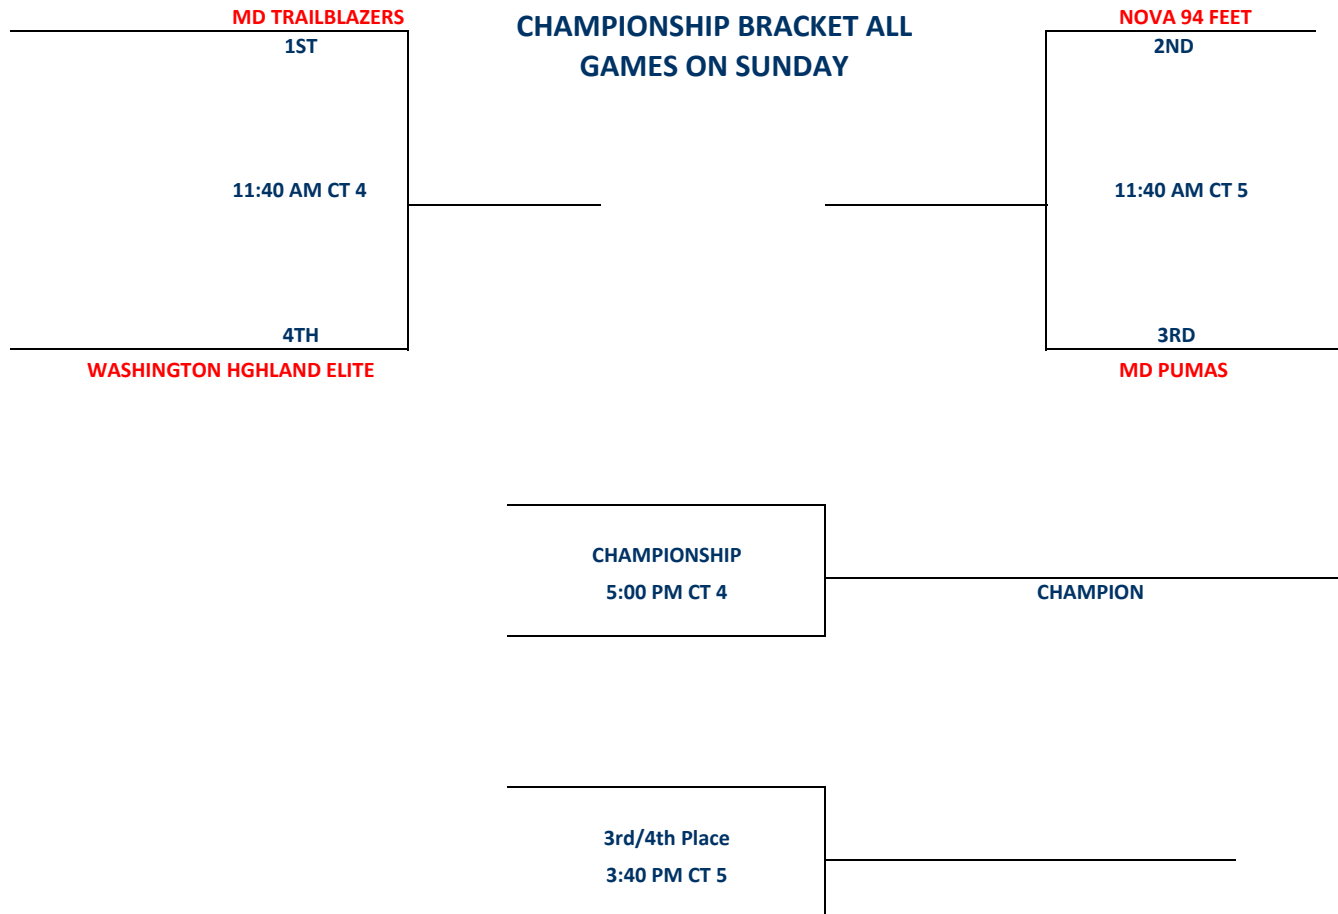 MD TRAILBLAZERS
1ST
CHAMPIONSHIP BRACKET ALL
GAMES ON SUNDAY
NOVA 94 FEET
2ND
11:40 AM CT 4
11:40 AM CT 5
4TH
WASHINGTON HGHLAND ELITE
3RD
MD PUMAS
CHAMPIONSHIP
5:00 PM CT 4
CHAMPION
3rd/4th Place
3:40 PM CT 5